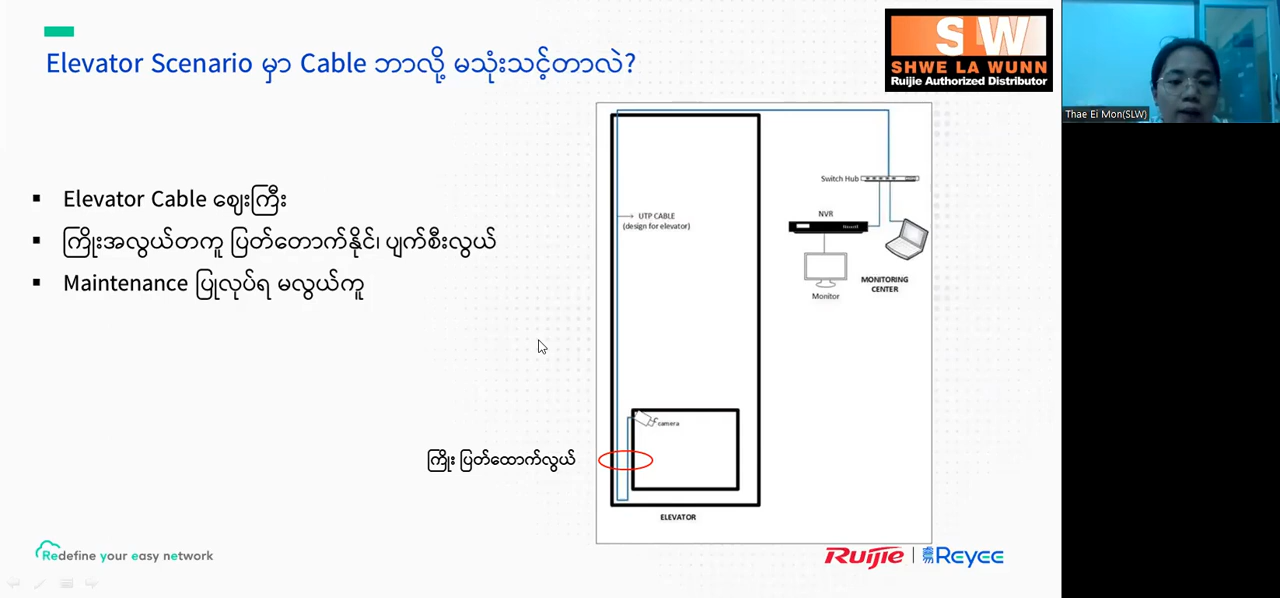 Elevator Scenario မှာ Cable ဘာလို့ မသုံးသင့်တာလဲ?
SW
SHWE LA WUNN
Ruijie Authorized Distributor
Thae Ei Mon(SLW)
▪ Elevator Cable ဈေးကြီး
▪ ကြိုးအလွယ်တကူ ပြတ်တောက်နိုင်၊ ပျက်စီးလွယ်
▪ Maintenance ပြုလုပ်ရ မလွယ်ကူ
Switch Hub
UTP CABLE
(design for elevator)
NVR
Monitor
MONITORING
CENTER
camera
ကြိုး ပြတ်ထောက်လွယ်
ELEVATOR
Redefine your easy network
Ruijie | 锐捷 Reyee